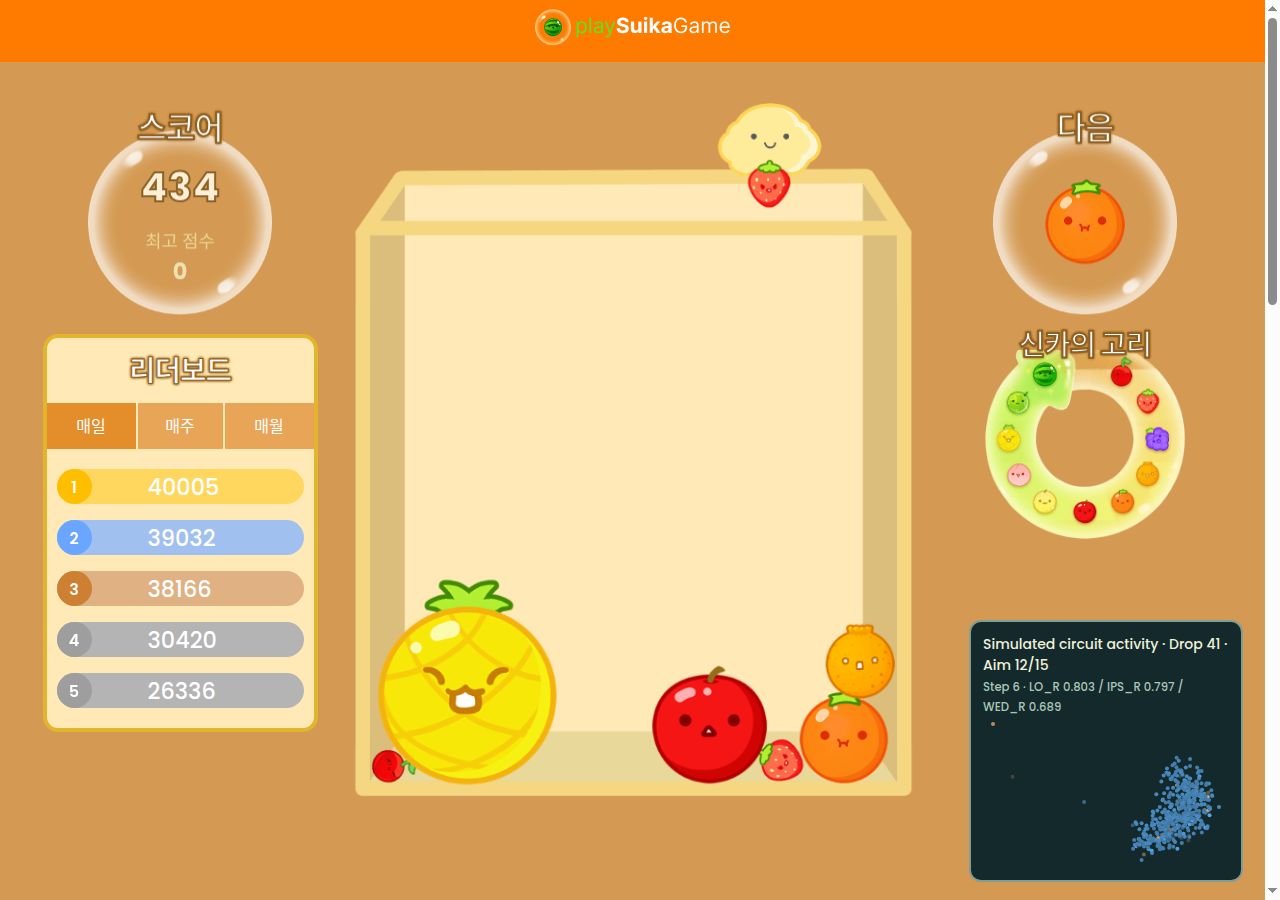 playSuikaGame
스코어
434
최고 점수
0
다음
신카의 고리
리더보드
매일 매주 매월
1 40005
2 39032
3 38166
4 30420
5 26336
Simulated circuit activity · Drop 41 ·
Aim 12/15
Step 6 · LO_R 0.803 / IPS_R 0.797 /
WED_R 0.689